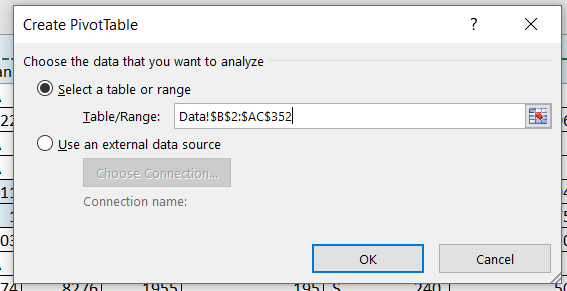 Create PivotTable
Choose the data that you want to analyze
Select a table or range
Table/Range: Data!$B$2:$AC$352
Use an external data source
Choose Connection...
Connection name:
OK Cancel
8276 1955 195 S 240